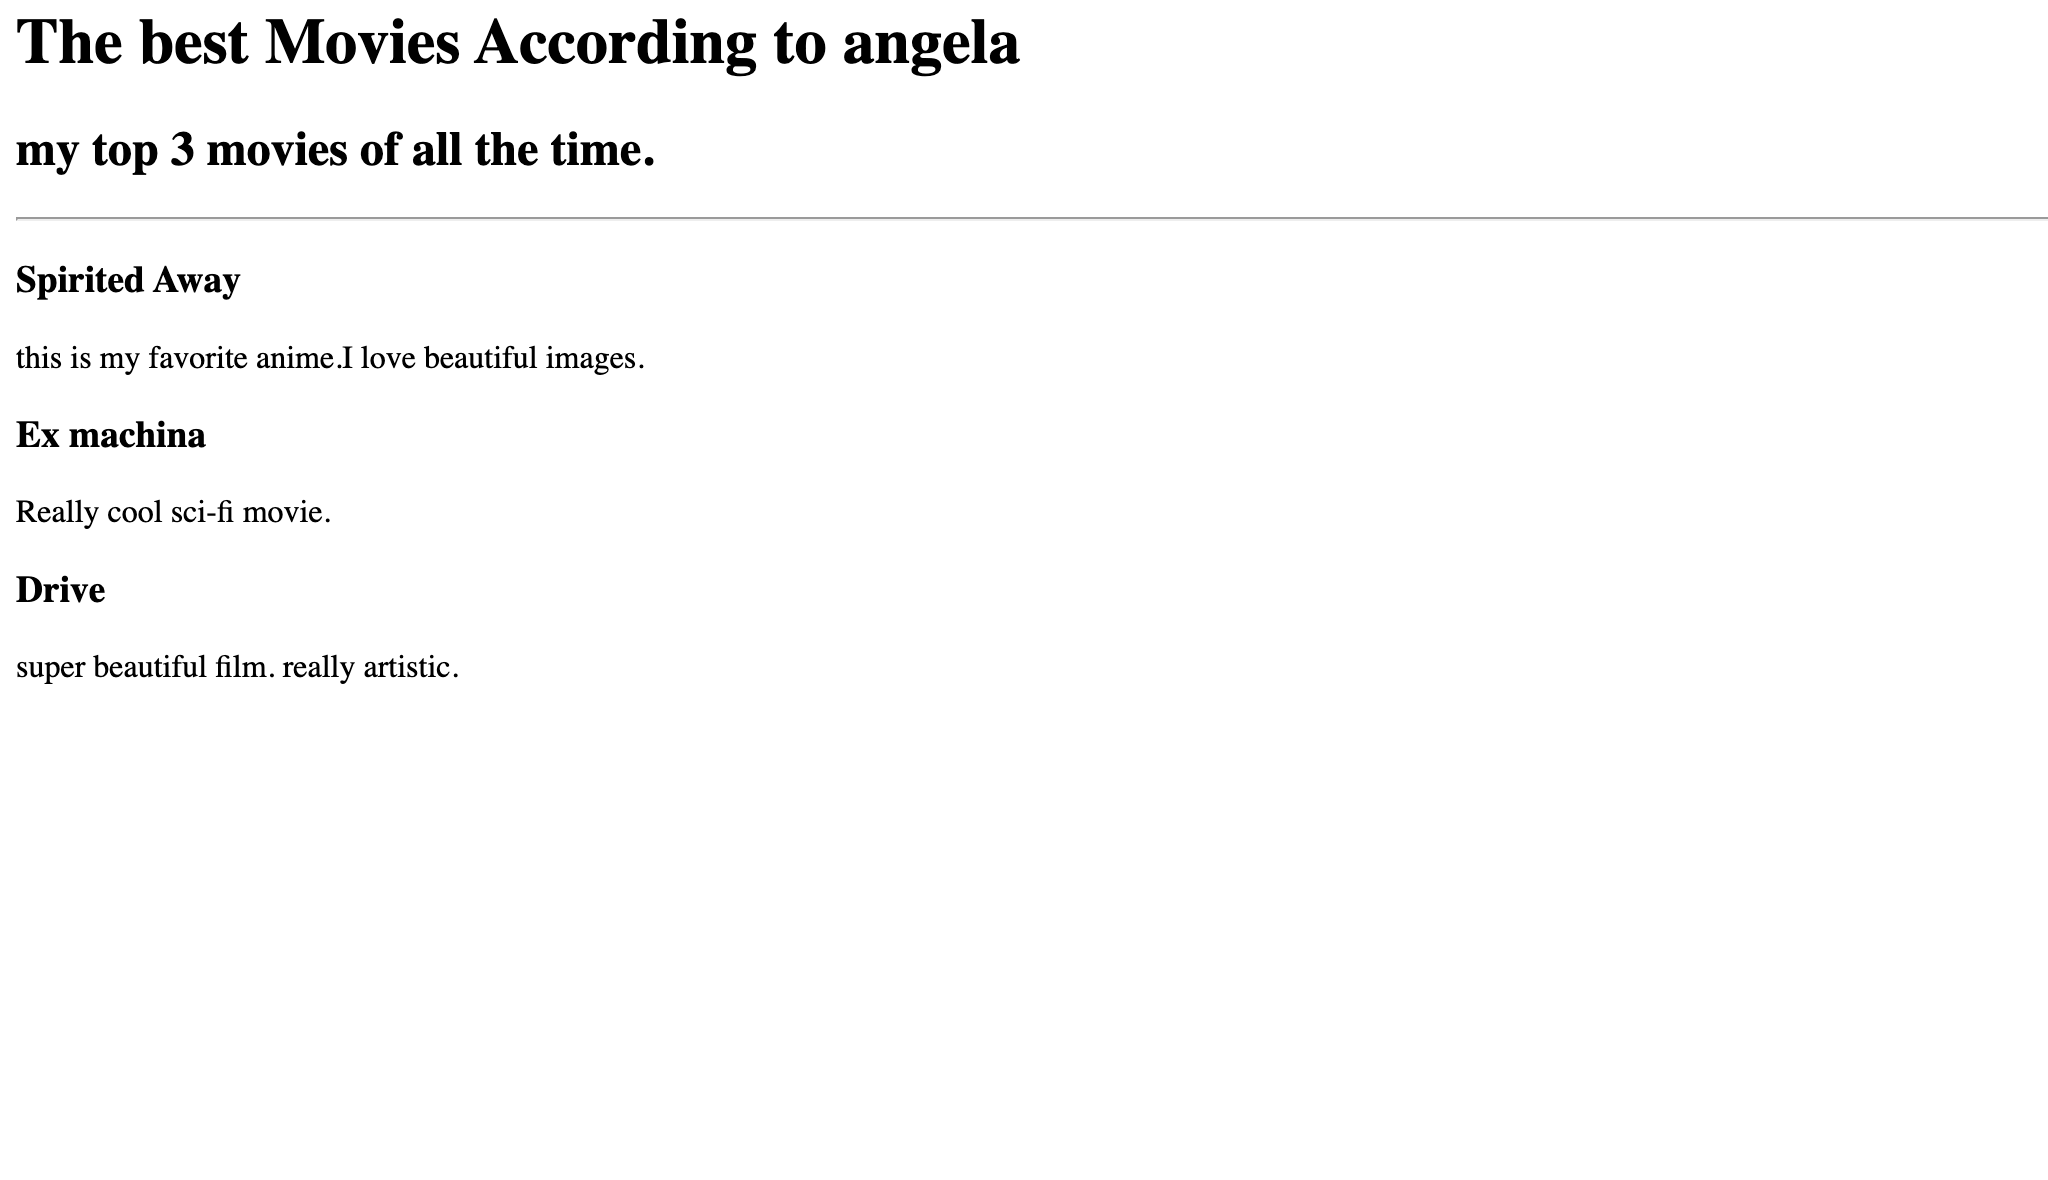 The best Movies According to angela
my top 3 movies of all the time.
Spirited Away
this is my favorite anime.I love beautiful images.
Ex machina
Really cool sci-fi movie.
Drive
super beautiful film. really artistic.